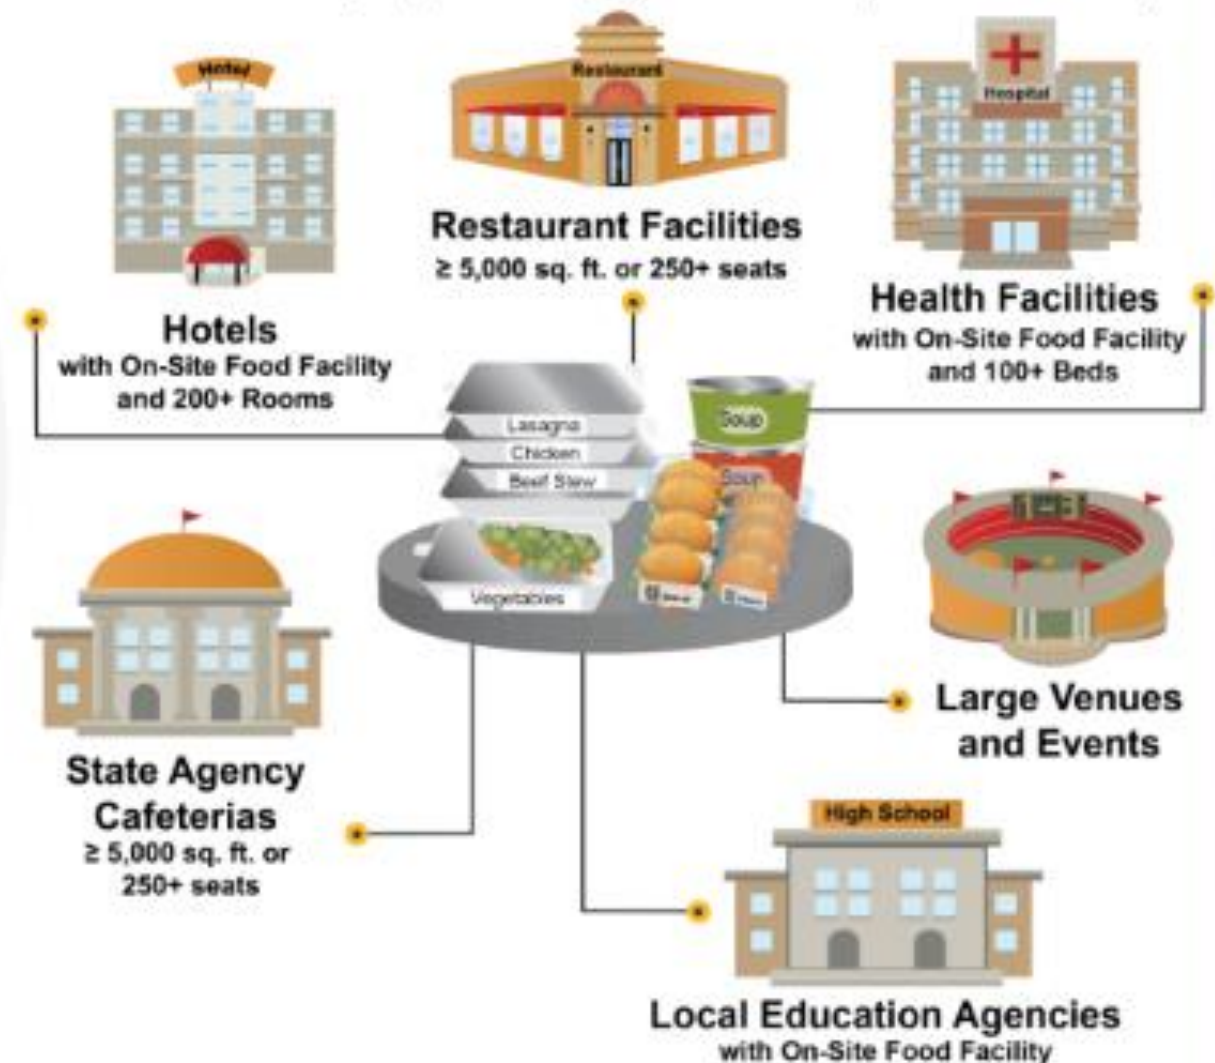 Hotel
Restaurant
Hospital
Restaurant Facilities
≥ 5,000 sq. ft. or 250+ seats
Hotels
with On-Site Food Facility
and 200+ Rooms
Health Facilities
with On-Site Food Facility
and 100+ Beds
Lasagna
Chicken
Beef Stew
Vegetables
Soup
Soup
State Agency
Cafeterias
≥ 5,000 sq. ft. or
250+ seats
Large Venues
and Events
High School
Local Education Agencies
with On-Site Food Facility